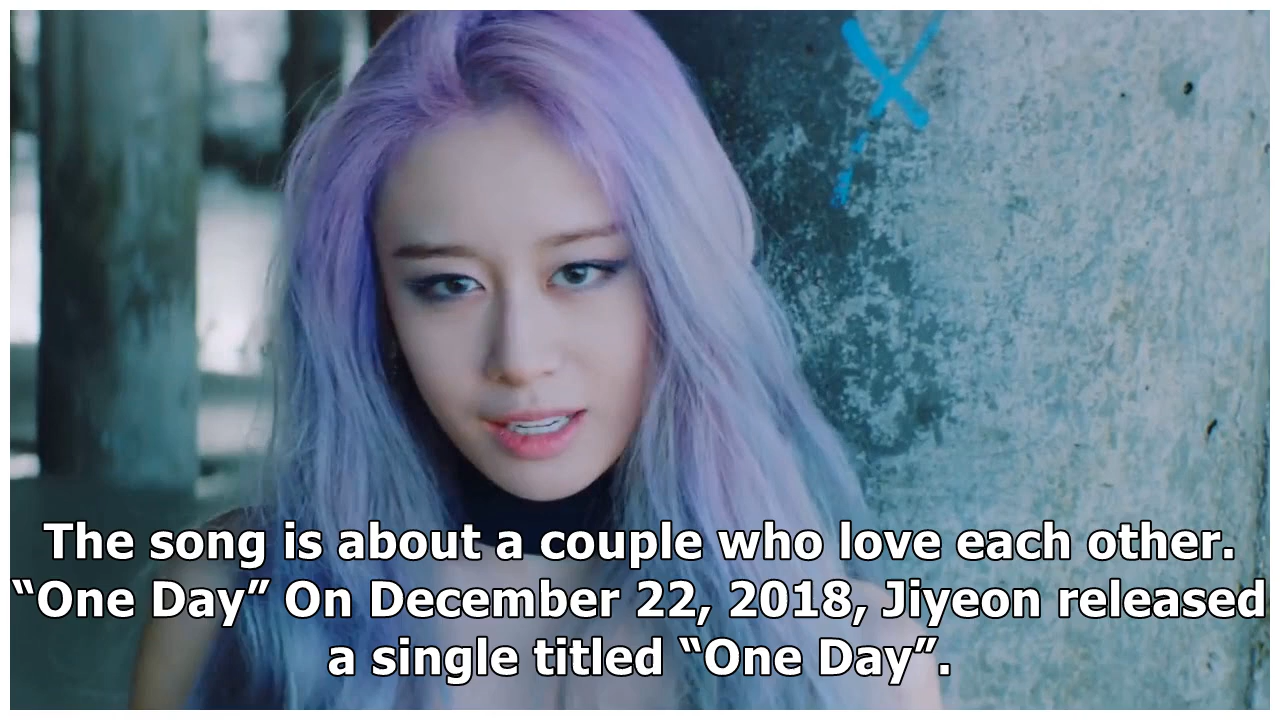 The song is about a couple who love each other.
“One Day” On December 22, 2018, Jiyeon released
a single titled “One Day”.